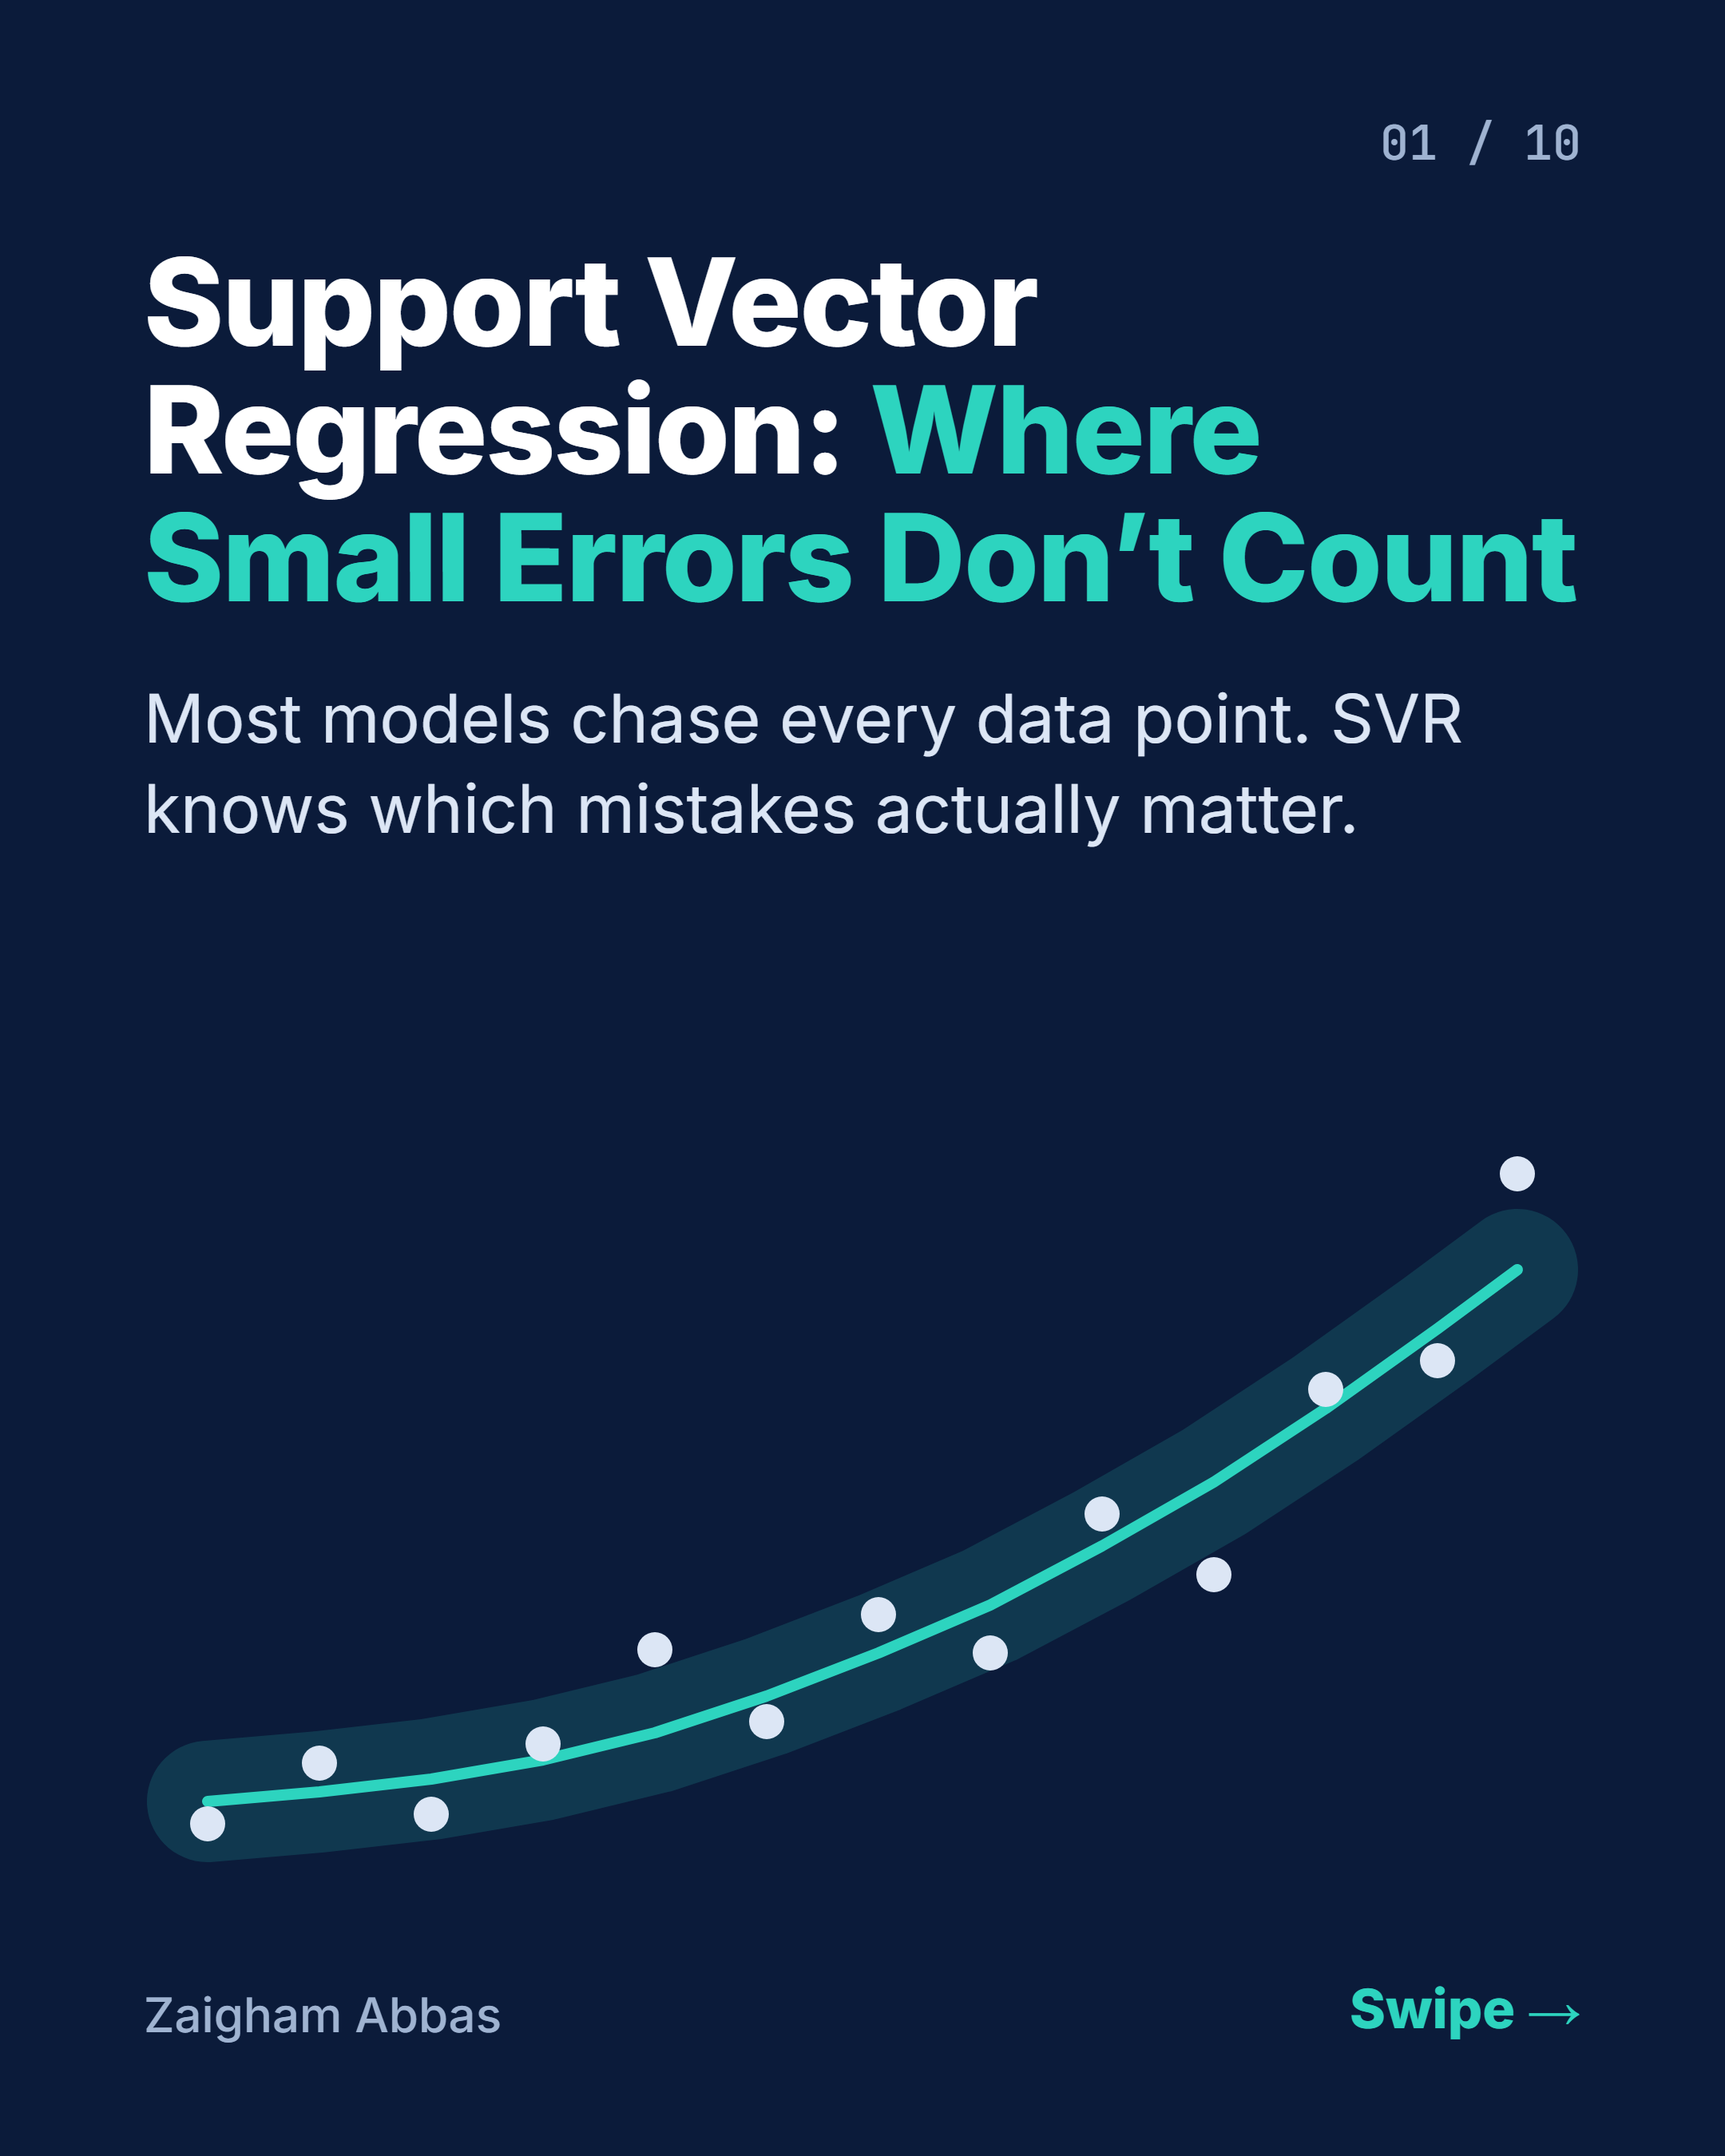 01 / 10
Support Vector
Regression: Where
Small Errors Don't Count
Most models chase every data point. SVR
knows which mistakes actually matter.
Zaigham Abbas
Swipe →